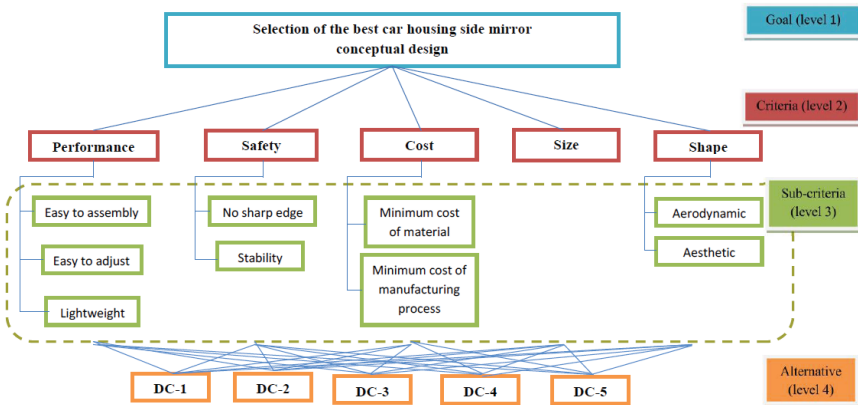 Goal (level 1)
Selection of the best car housing side mirror
conceptual design
Criteria (level 2)
Performance
Safety
Cost
Size
Shape
Sub-criteria
(level 3)
Easy to assembly
No sharp edge
Minimum cost
of material
Aerodynamic
Easy to adjust
Stability
Minimum cost of
manufacturing
process
Aesthetic
Lightweight
Alternative
(level 4)
DC-1
DC-2
DC-3
DC-4
DC-5